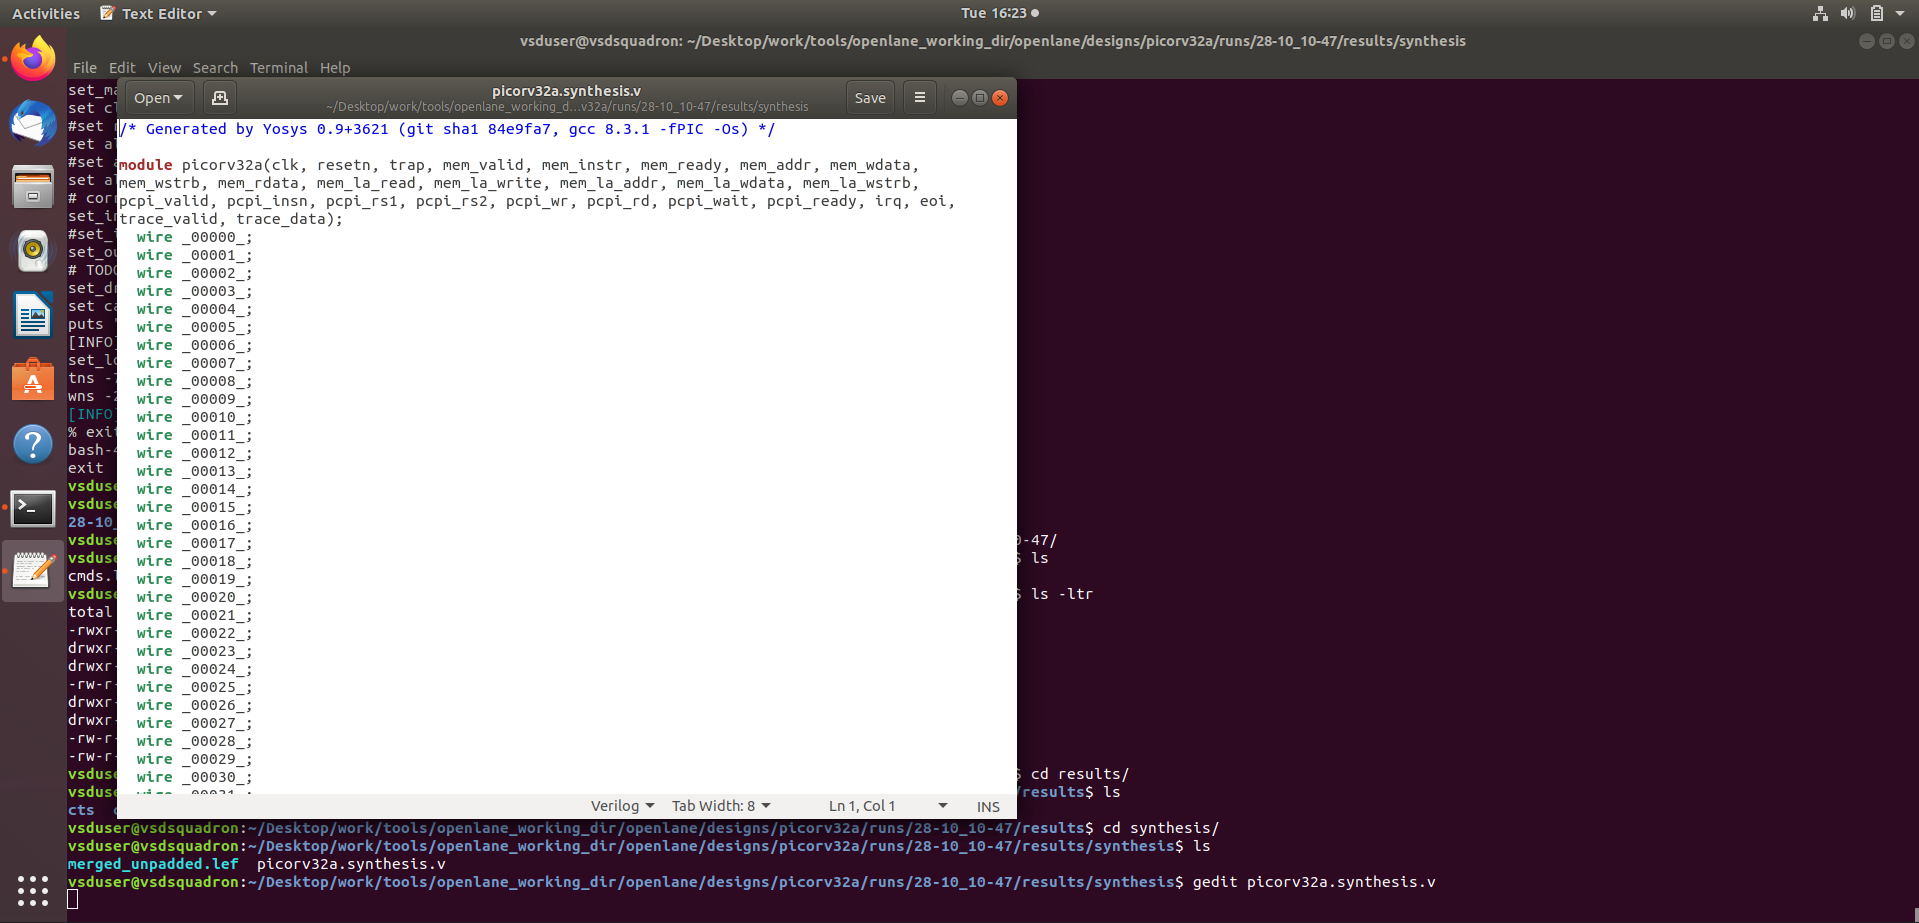 Activities Text Editor Tue 16:23
vsduser@vsdsquadron: ~/Desktop/work/tools/openlane_working_dir/openlane/designs/picorv32a/runs/28-10_10-47/results/synthesis
File Edit View Search Terminal Help
Open picorv32a.synthesis.v Save
~/Desktop/work/tools/openlane_working_d...v32a/runs/28-10_10-47/results/synthesis
/* Generated by Yosys 0.9+3621 (git sha1 84e9fa7, gcc 8.3.1 -fPIC -Os) */
module picorv32a(clk, resetn, trap, mem_valid, mem_instr, mem_ready, mem_addr, mem_wdata,
mem_wstrb, mem_rdata, mem_la_read, mem_la_write, mem_la_addr, mem_la_wdata, mem_la_wstrb,
pcpi_valid, pcpi_insn, pcpi_rs1, pcpi_rs2, pcpi_wr, pcpi_rd, pcpi_wait, pcpi_ready, irq, eoi,
trace_valid, trace_data);
wire _00000_;
wire _00001_;
wire _00002_;
wire _00003_;
wire _00004_;
wire _00005_;
wire _00006_;
wire _00007_;
wire _00008_;
wire _00009_;
wire _00010_;
wire _00011_;
wire _00012_;
wire _00013_;
wire _00014_;
wire _00015_;
wire _00016_;
wire _00017_;
wire _00018_;
wire _00019_;
wire _00020_;
wire _00021_;
wire _00022_;
wire _00023_;
wire _00024_;
wire _00025_;
wire _00026_;
wire _00027_;
wire _00028_;
wire _00029_;
wire _00030_;
Verilog Tab Width: 8 Ln 1, Col 1 INS
set_ma
set cl
set al
set al
# corr
set_in
set_ou
# TODO
set_dr
set ca
puts
[INFO]
set_lo
tns -
wns -
[INFO]
% exit
bash-
exit
vsduse
vsduse
28-10_
vsduse 0-47/
vsduse $ ls
cmds.l
vsduse $ ls -ltr
total
-rwxr-
drwxr-
drwxr-
-rw-r-
drwxr-
drwxr-
-rw-r-
-rw-r-
vsduse $ cd results/
vsduse /results$ ls
cts
vsduser@vsdsquadron:~/Desktop/work/tools/openlane_working_dir/openlane/designs/picorv32a/runs/28-10_10-47/results$ cd synthesis/
vsduser@vsdsquadron:~/Desktop/work/tools/openlane_working_dir/openlane/designs/picorv32a/runs/28-10_10-47/results/synthesis$ ls
merged_unpadded.lef picorv32a.synthesis.v
vsduser@vsdsquadron:~/Desktop/work/tools/openlane_working_dir/openlane/designs/picorv32a/runs/28-10_10-47/results/synthesis$ gedit picorv32a.synthesis.v